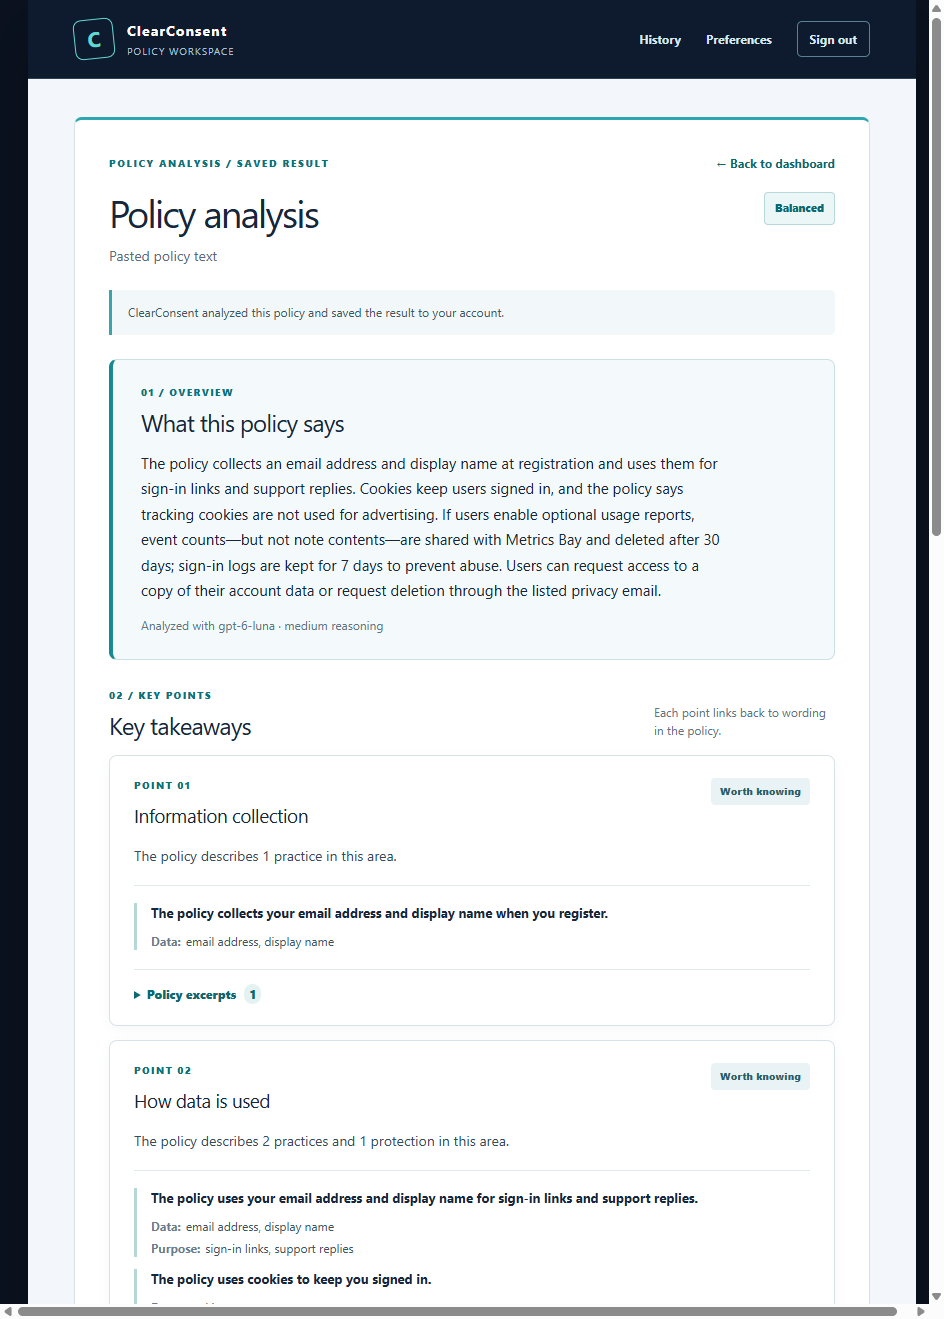 C
ClearConsent
POLICY WORKSPACE
History
Preferences
Sign out
POLICY ANALYSIS / SAVED RESULT
← Back to dashboard
Policy analysis
Balanced
Pasted policy text
ClearConsent analyzed this policy and saved the result to your account.
01 / OVERVIEW
What this policy says
The policy collects an email address and display name at registration and uses them for
sign-in links and support replies. Cookies keep users signed in, and the policy says
tracking cookies are not used for advertising. If users enable optional usage reports,
event counts—but not note contents—are shared with Metrics Bay and deleted after 30
days; sign-in logs are kept for 7 days to prevent abuse. Users can request access to a
copy of their account data or request deletion through the listed privacy email.
Analyzed with gpt-6-luna · medium reasoning
02 / KEY POINTS
Key takeaways
Each point links back to wording
in the policy.
POINT 01
Worth knowing
Information collection
The policy describes 1 practice in this area.
The policy collects your email address and display name when you register.
Data: email address, display name
▶ Policy excerpts 1
POINT 02
Worth knowing
How data is used
The policy describes 2 practices and 1 protection in this area.
The policy uses your email address and display name for sign-in links and support replies.
Data: email address, display name
Purpose: sign-in links, support replies
The policy uses cookies to keep you signed in.